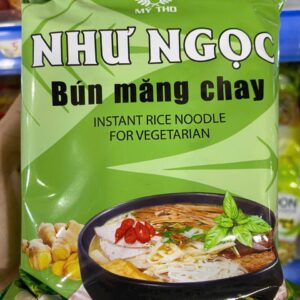 MY THO
NHƯ NGỌC
Bún măng chay
INSTANT RICE NOODLE
FOR VEGETARIAN